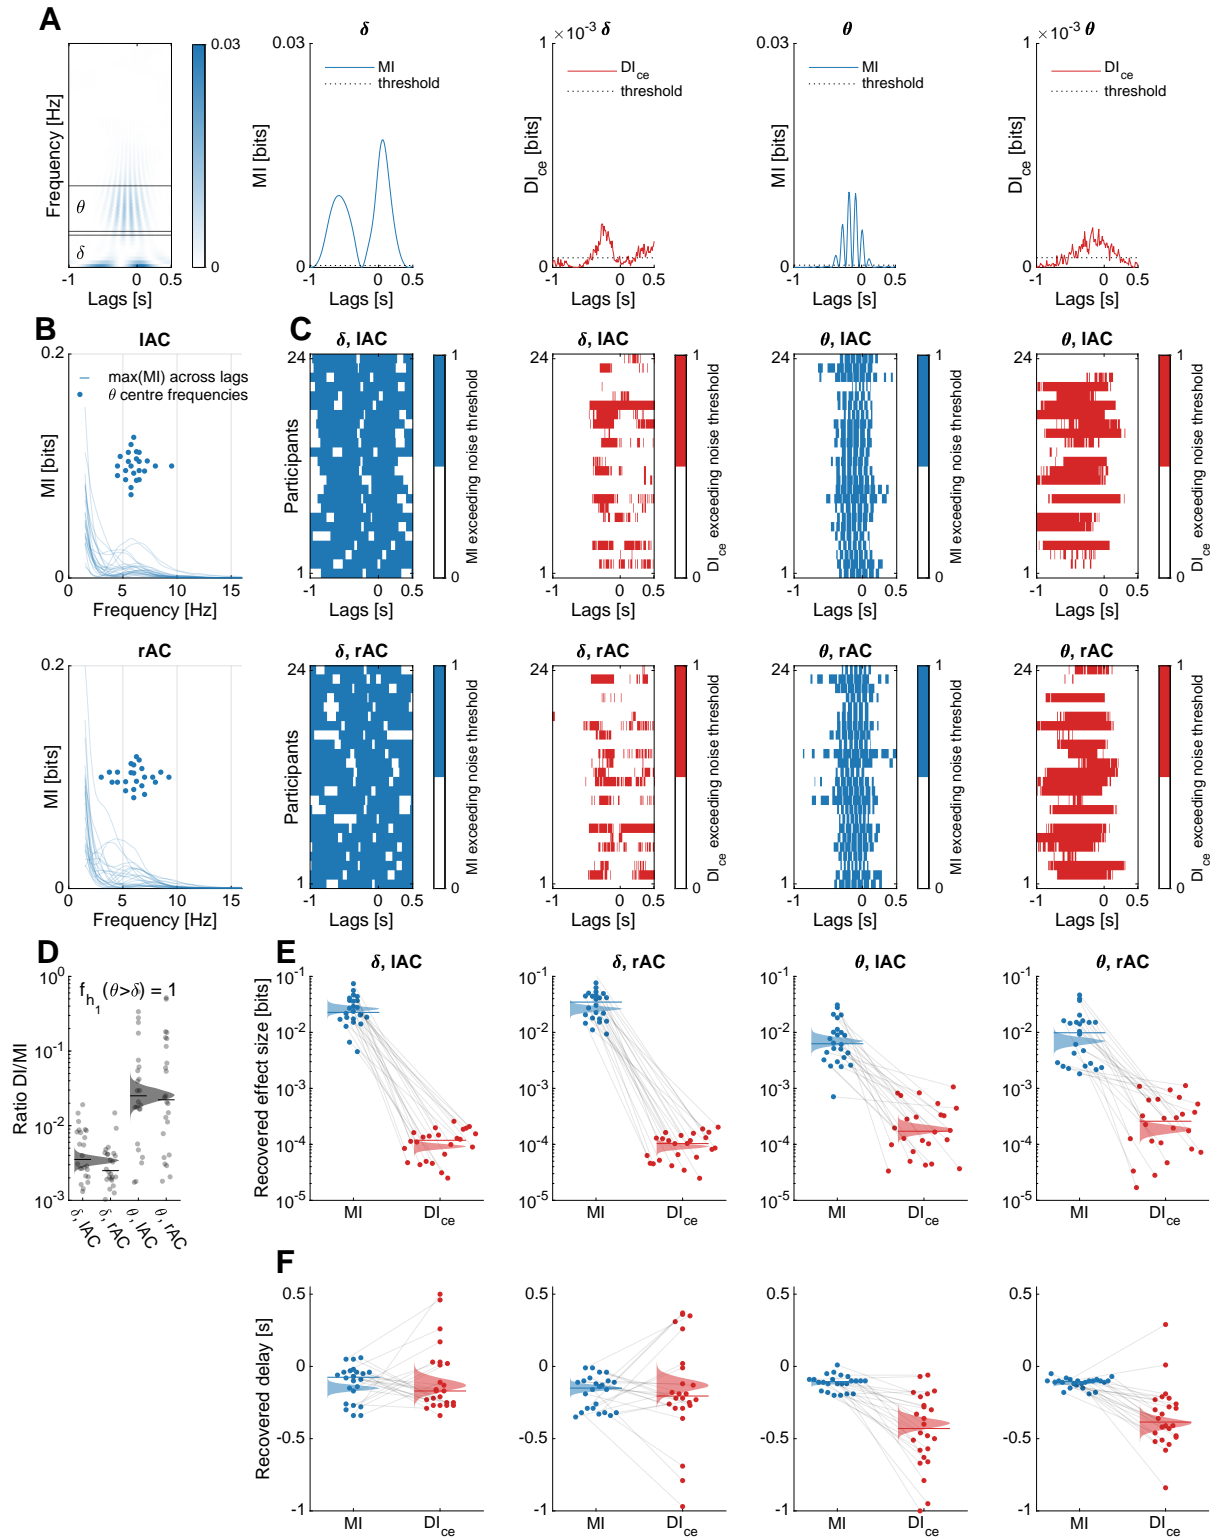 A
δ
× 10⁻³ δ
θ
× 10⁻³ θ
0.03
0.03
1
0.03
1
MI
threshold
DIce
threshold
MI
threshold
DIce
threshold
Frequency [Hz]
θ
δ
MI [bits]
DIce [bits]
MI [bits]
DIce [bits]
0
0
0
0
0
-1 0 0.5
-1 0 0.5
-1 0 0.5
-1 0 0.5
-1 0 0.5
Lags [s]
Lags [s]
Lags [s]
Lags [s]
Lags [s]
B
lAC
0.2
max(MI) across lags
θ centre frequencies
MI [bits]
0
0 5 10 15
Frequency [Hz]
C
δ, lAC
24
Participants
1
-1 0 0.5
Lags [s]
1
MI exceeding noise threshold
0
δ, lAC
24
1
-1 0 0.5
Lags [s]
1
DIce exceeding noise threshold
0
θ, lAC
24
1
-1 0 0.5
Lags [s]
1
MI exceeding noise threshold
0
θ, lAC
24
1
-1 0 0.5
Lags [s]
1
DIce exceeding noise threshold
0
rAC
0.2
MI [bits]
0
0 5 10 15
Frequency [Hz]
δ, rAC
24
Participants
1
-1 0 0.5
Lags [s]
1
MI exceeding noise threshold
0
δ, rAC
24
1
-1 0 0.5
Lags [s]
1
DIce exceeding noise threshold
0
θ, rAC
24
1
-1 0 0.5
Lags [s]
1
MI exceeding noise threshold
0
θ, rAC
24
1
-1 0 0.5
Lags [s]
1
DIce exceeding noise threshold
0
D
10⁰
fh₁(θ>δ) = 1
10⁻¹
Ratio DI/MI
10⁻²
10⁻³
δ, lAC
δ, rAC
θ, lAC
θ, rAC
E
δ, lAC
10⁻¹
10⁻²
Recovered effect size [bits]
10⁻³
10⁻⁴
10⁻⁵
MI DIce
δ, rAC
10⁻¹
10⁻²
10⁻³
10⁻⁴
10⁻⁵
MI DIce
θ, lAC
10⁻¹
10⁻²
10⁻³
10⁻⁴
10⁻⁵
MI DIce
θ, rAC
10⁻¹
10⁻²
10⁻³
10⁻⁴
10⁻⁵
MI DIce
F
0.5
0
Recovered delay [s]
-0.5
-1
MI DIce
0.5
0
-0.5
-1
MI DIce
0.5
0
-0.5
-1
MI DIce
0.5
0
-0.5
-1
MI DIce